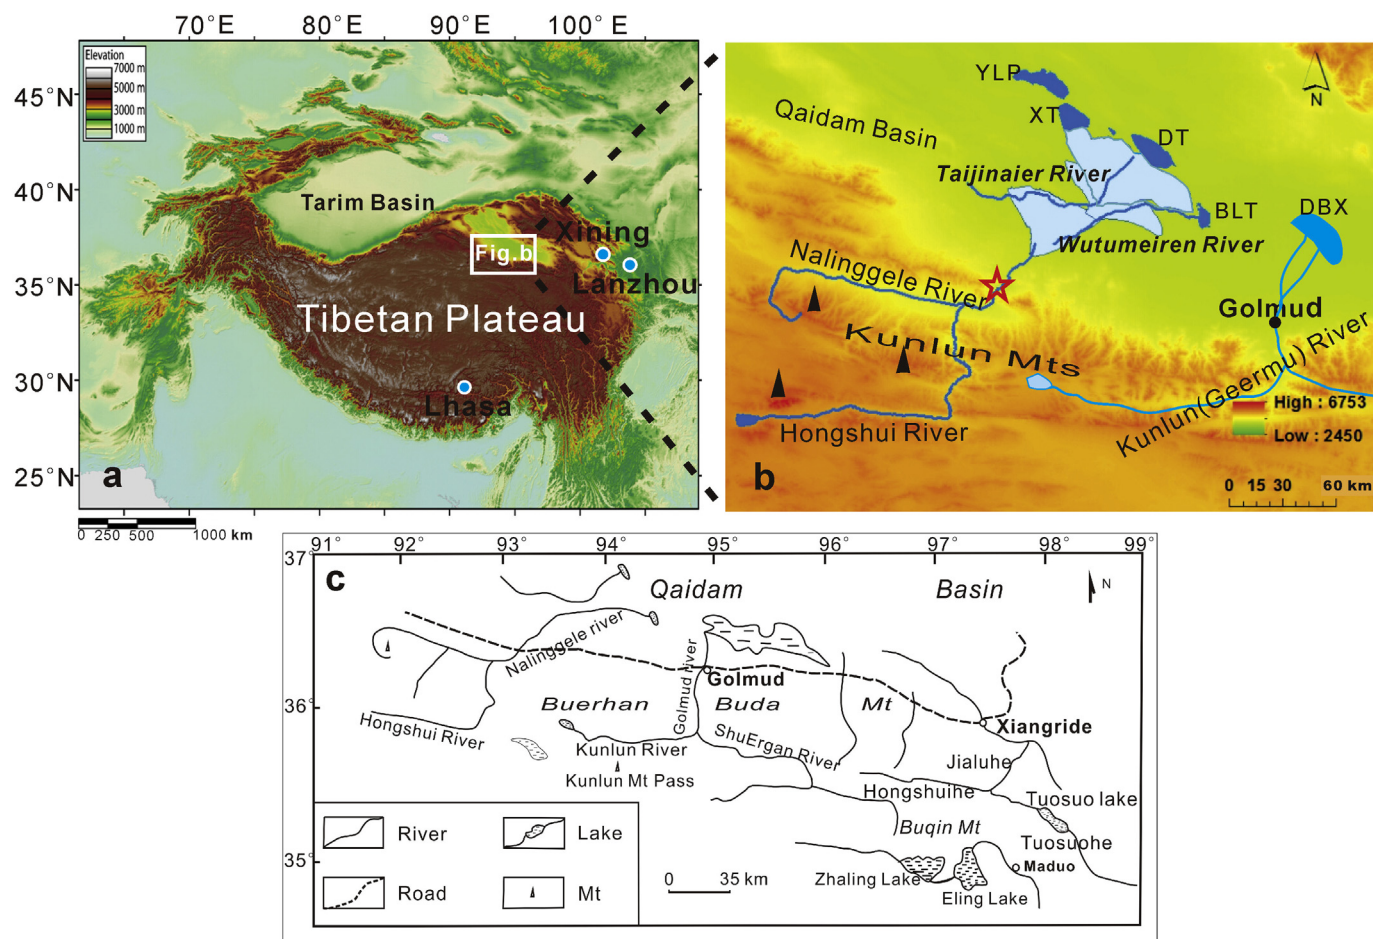 70°E 80°E 90°E 100°E
45°N
40°N
35°N
30°N
25°N
Elevation
7000 m
5000 m
3000 m
1000 m
Tarim Basin
Fig.b
Xining
Lanzhou
Tibetan Plateau
Lhasa
a
0 250 500 1000 km
YLP
XT
DT
N
Qaidam Basin
Taijinaier River
BLT
DBX
Wutumeiren River
Nalinggele River
Golmud
Kunlun Mts
Kunlun(Geermu) River
Hongshui River
High : 6753
Low : 2450
b
0 15 30 60 km
91° 92° 93° 94° 95° 96° 97° 98° 99°
37°
36°
35°
c
Qaidam Basin
N
Nalinggele river
Golmud river
Golmud
Buerhan Buda Mt
Hongshui River
Xiangride
Kunlun River
ShuErgan River
Kunlun Mt Pass
Jialuhe
Hongshuihe
Tuosuo lake
Buqin Mt
Tuosuohe
Maduo
Zhaling Lake
Eling Lake
River
Lake
Road
Mt
0 35 km